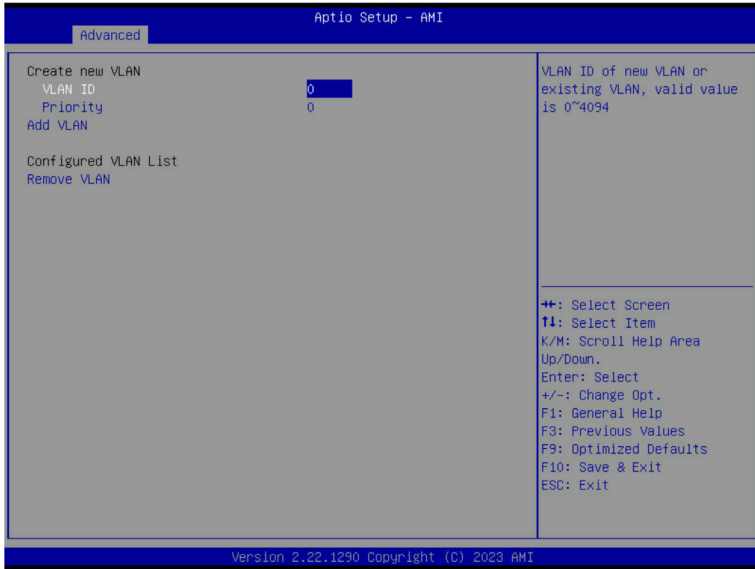 Aptio Setup – AMI
Advanced
Create new VLAN
VLAN ID 0
Priority 0
Add VLAN
Configured VLAN List
Remove VLAN
VLAN ID of new VLAN or
existing VLAN, valid value
is 0~4094
→←: Select Screen
↑↓: Select Item
K/M: Scroll Help Area
Up/Down.
Enter: Select
+/-: Change Opt.
F1: General Help
F3: Previous Values
F9: Optimized Defaults
F10: Save & Exit
ESC: Exit
Version 2.22.1290 Copyright (C) 2023 AMI